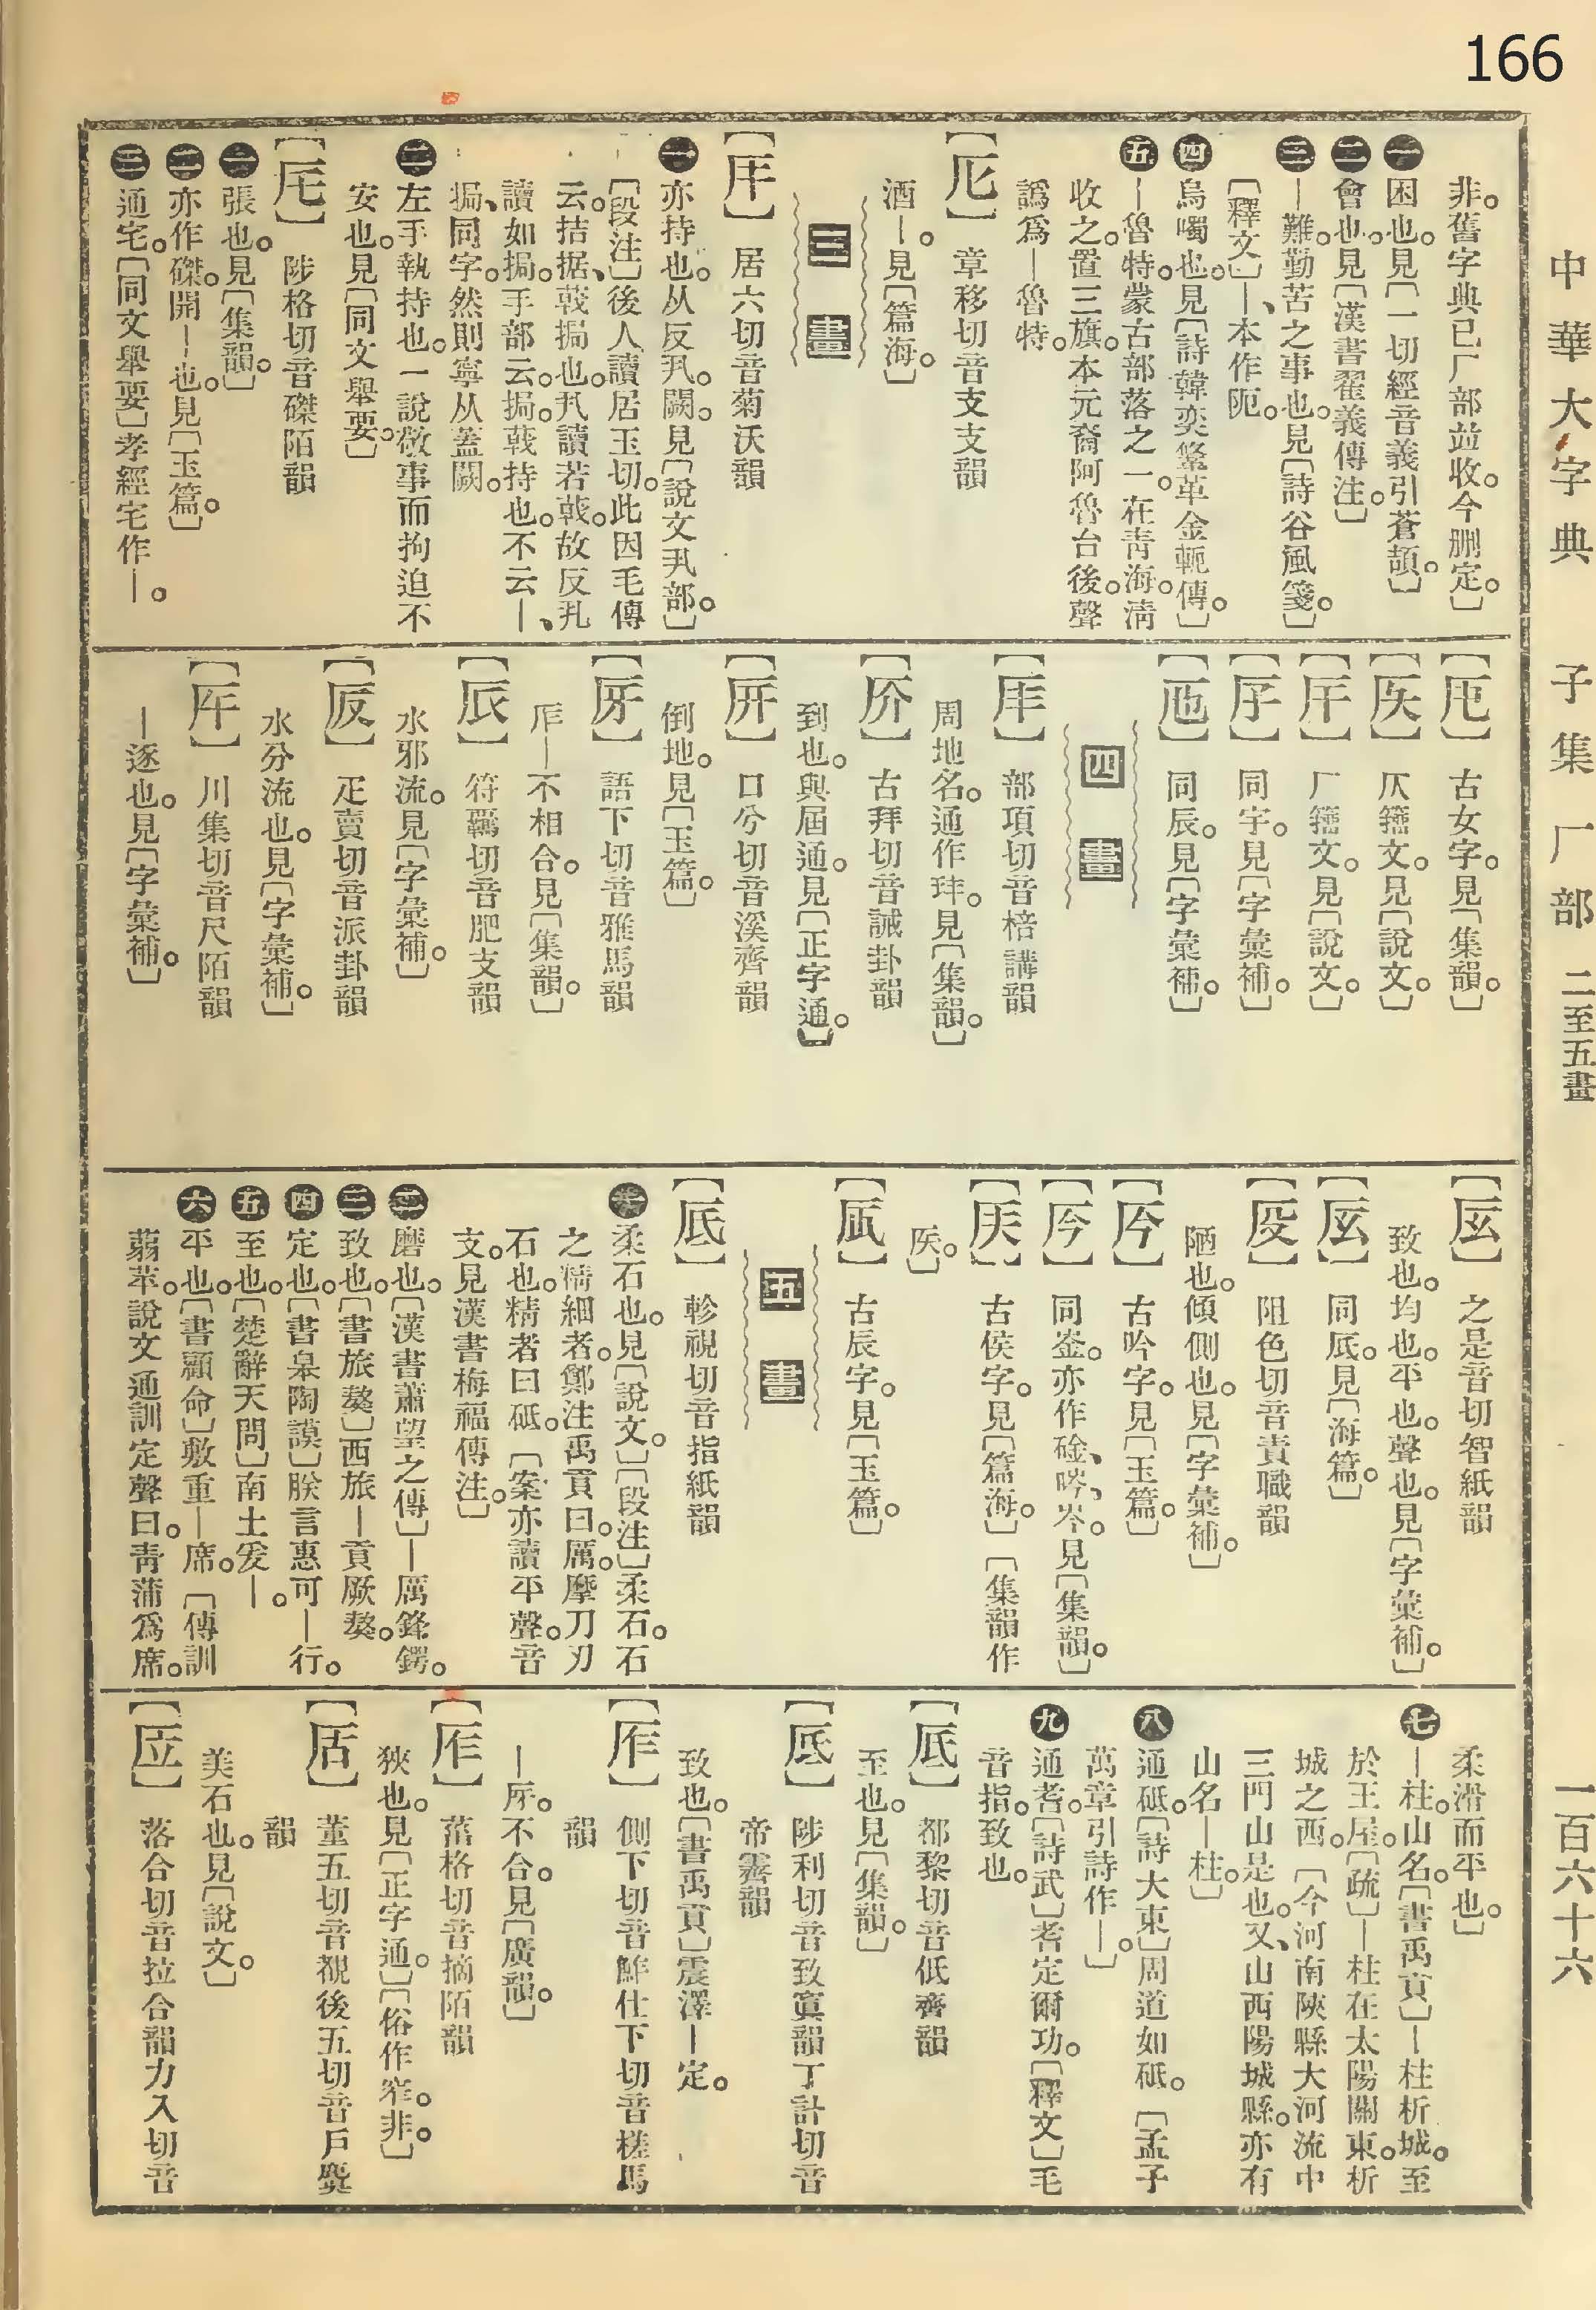 166
中華大字典
子集
厂部
二至五畫
一百六十六
非。舊字典已厂部並收。今刪定。〕
㊀困也。見〔一切經音義引蒼頡。〕
㊁會也。見〔漢書翟義傳注。〕
㊂｜難。勤苦之事也。見〔詩谷風箋。〕
〔釋文〕｜、本作阨。
㊃烏噣也。見〔詩韓奕鞗革金軛傳。〕
㊄｜魯特。蒙古部落之一。在靑海。淸
收之。置三旗。本元裔阿魯台後。聲
譌爲｜魯特。
【厑】章移切音支支韻
酒｜。見〔篇海。〕
三畫
居六切音菊沃韻
㊀亦持也。从反丮。闕。見〔說文丮部。〕
〔段注〕後人讀居玉切。此因毛傳
云。拮据、戟挶也。丮讀若戟。故反丮
讀如挶。手部云。挶。戟持也。不云｜、
挶同字。然則寧从蓋闕。
㊁左手執持也。一說敬事而拘迫不
安也。見〔同文舉要。〕
【厇】陟格切音磔陌韻
㊀張也。見〔集韻。〕
㊁亦作磔。開｜也。見〔玉篇。〕
㊂通宅。〔同文舉要〕孝經宅作｜。
古女字。見〔集韻。〕
仄籒文。見〔說文。〕
【厈】厂籒文。見〔說文。〕
同宇。見〔字彙補。〕
同辰。見〔字彙補。〕
四畫
部項切音棓講韻
周地名。通作玤。見〔集韻。〕
【厼】古拜切音誡卦韻
到也。與屆通。見〔正字通。〕
口兮切音溪齊韻
倒地。見〔玉篇。〕
【厊】語下切音雅馬韻
厏｜不相合。見〔集韻。〕
符羈切音肥支韻
水邪流。見〔字彙補。〕
疋賣切音派卦韻
水分流也。見〔字彙補。〕
川集切音尺陌韻
｜逐也。見〔字彙補。〕
之是音切智紙韻
致也。均也。平也。聲也。見〔字彙補。〕
同厎。見〔海篇。〕
阻色切音責職韻
陋也。傾側也。見〔字彙補。〕
古吟字。見〔玉篇。〕
【厒】同崟。亦作硶、㟒、岑。見〔集韻。〕
古侯字。見〔篇海。〕〔集韻作
矦。〕
古辰字。見〔玉篇。〕
五畫
【厎】軫視切音指紙韻
㊀柔石也。見〔說文。〕〔段注〕柔石。石
之精細者。鄭注禹貢曰。厲。摩刀刃
石也。精者曰砥。〔案亦讀平聲。音
支。見漢書梅福傳注。〕
㊁磨也。〔漢書蕭望之傳〕｜厲鋒鍔。
㊂致也。〔書旅獒〕西旅｜貢厥獒。
㊃定也。〔書皋陶謨〕朕言惠可｜行。
㊄至也。〔楚辭天問〕南土爰｜。
㊅平也。〔書顧命〕敷重｜席。〔傳訓
蒻苹。說文通訓定聲曰。靑蒲爲席。
柔滑而平也。〕
㊆｜柱。山名。〔書禹貢〕｜柱析城。至
於王屋。〔疏〕｜柱在太陽關東。析
城之西。〔今河南陝縣大河流中
三門山是也。又、山西陽城縣。亦有
山名｜柱。〕
㊇通砥。〔詩大東〕周道如砥。〔孟子
萬章引詩作｜。〕
㊈通耆。〔詩武〕耆定爾功。〔釋文〕毛
音指。致也。
【厎】都黎切音低齊韻
至也。見〔集韻。〕
【厎】陟利切音致寘韻丁計切音
帝霽韻
致也。〔書禹貢〕震澤｜定。
【厏】側下切音鮓仕下切音槎馬
韻
｜厊。不合。見〔廣韻。〕
【厏】葘格切音摘陌韻
狹也。見〔正字通。〕〔俗作窄。非。〕
【㕆】董五切音覩後五切音戶麌
韻
美石也。見〔說文。〕
【㕇】落合切音拉合韻力入切音